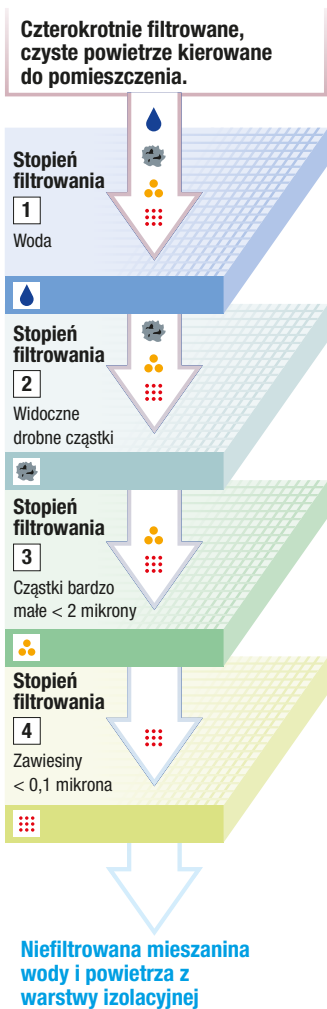 Czterokrotnie filtrowane,
czyste powietrze kierowane
do pomieszczenia.
Stopień
filtrowania
1
Woda
Stopień
filtrowania
2
Widoczne
drobne cząstki
Stopień
filtrowania
3
Cząstki bardzo
małe < 2 mikrony
Stopień
filtrowania
4
Zawiesiny
< 0,1 mikrona
Niefiltrowana mieszanina
wody i powietrza z
warstwy izolacyjnej